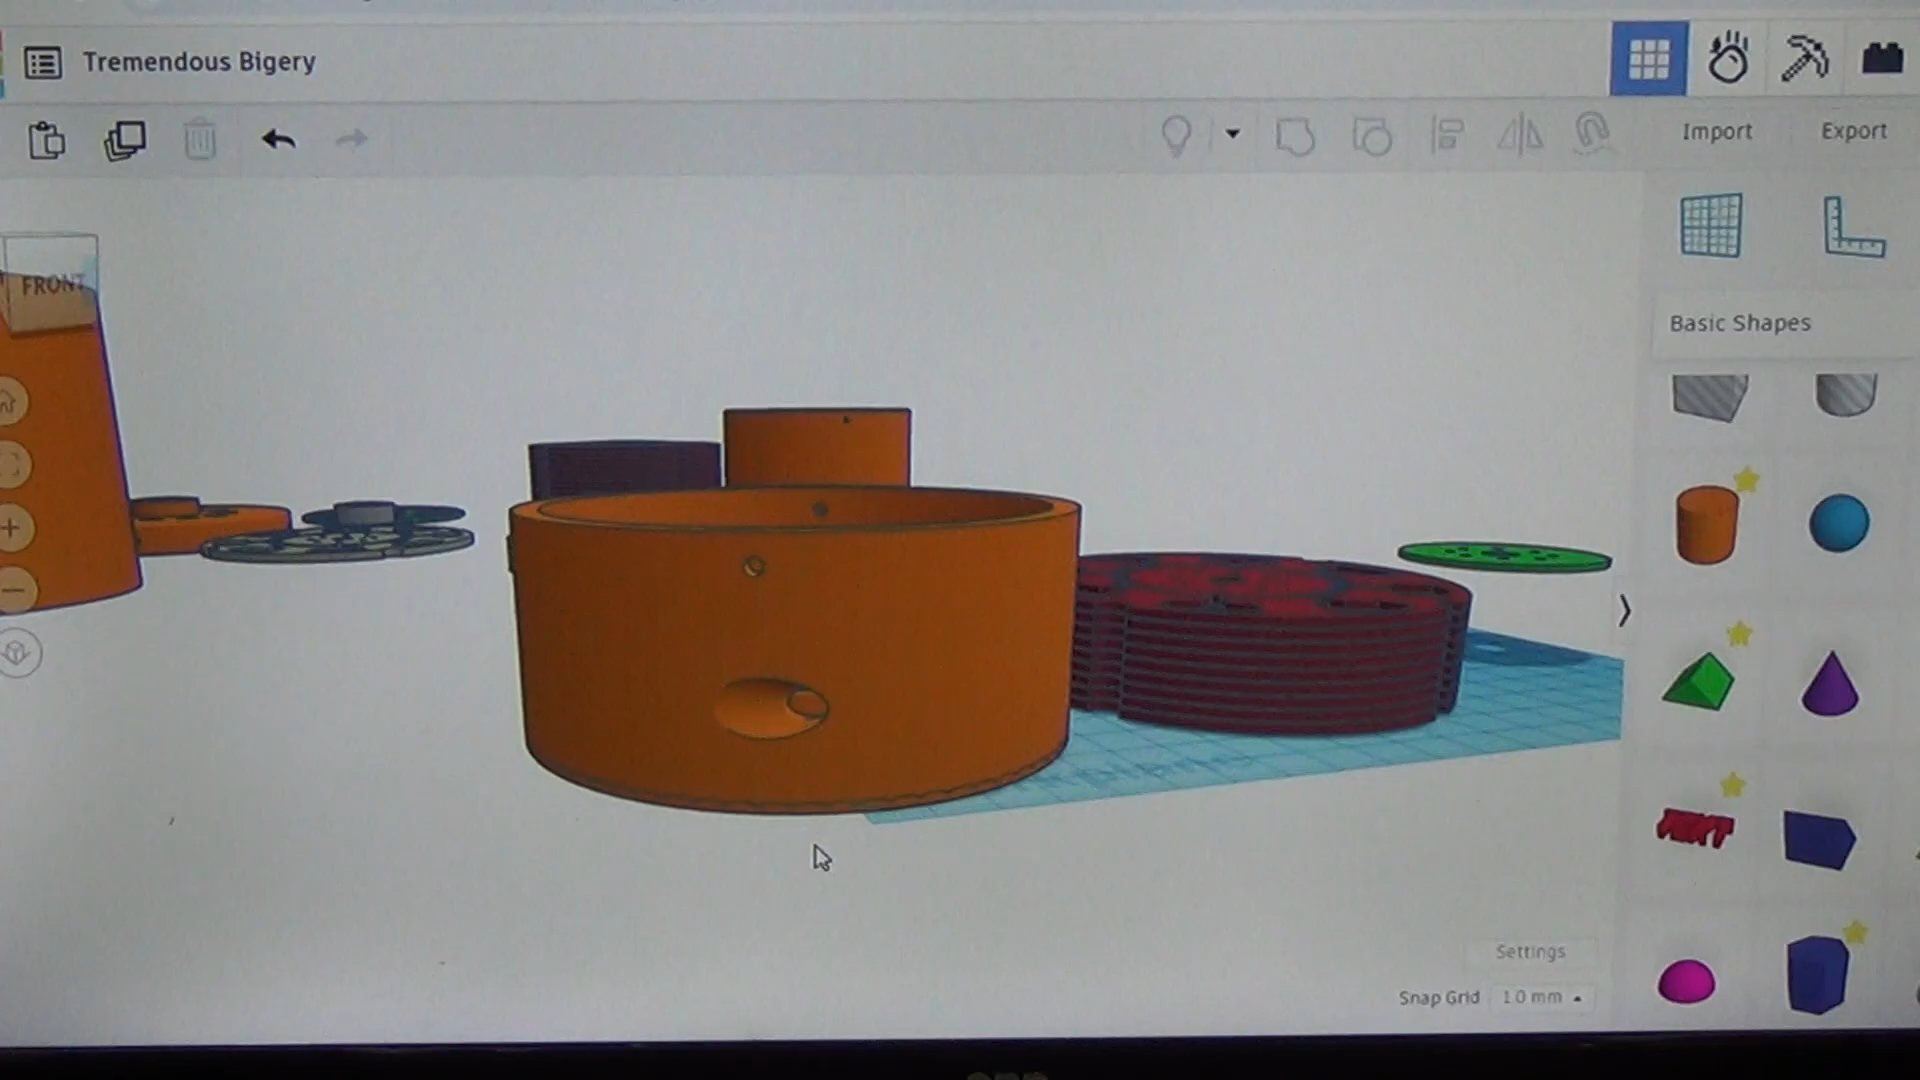 Tremendous Bigery
Import
Export
FRONT
Basic Shapes
Settings
Snap Grid
1.0 mm